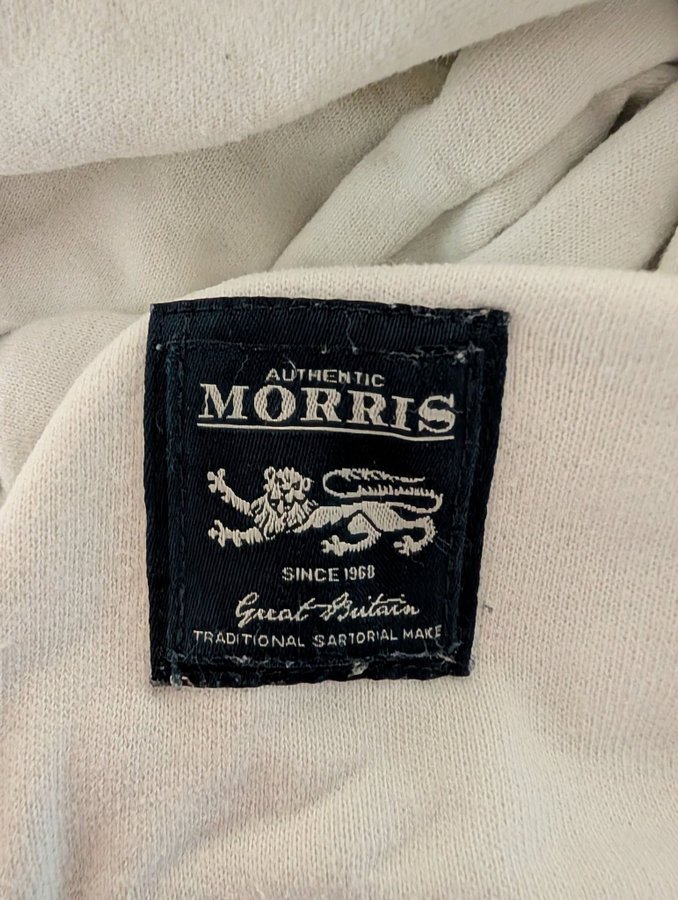 AUTHENTIC
MORRIS
SINCE 1968
Great Britain
TRADITIONAL SARTORIAL MAKE